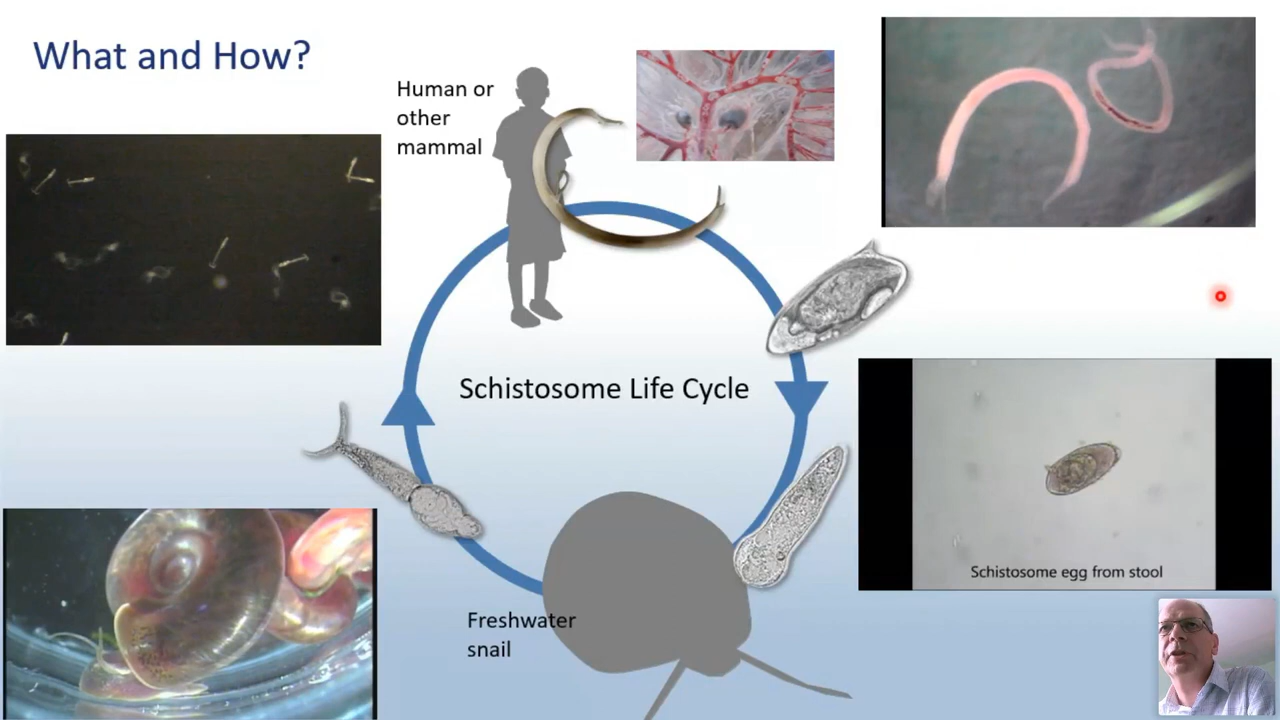 What and How?
Human or
other
mammal
Schistosome Life Cycle
Schistosome egg from stool
Freshwater
snail